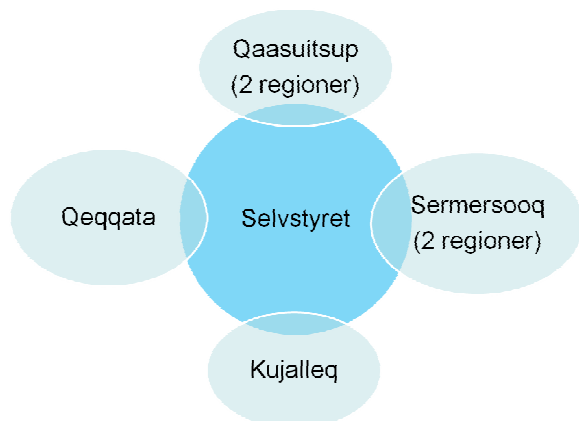 Qaasuitsup
(2 regioner)
Qeqqata
Selvstyret
Sermersooq
(2 regioner)
Kujalleq